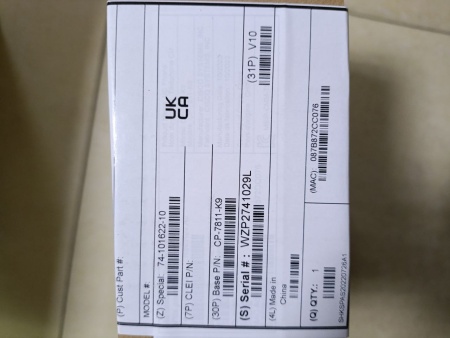 (P) Cust Part #:
MODEL#:
(Z) Special: 74-101622-10
UK
CA
(7P) CLEI P/N:
(30P) Base P/N: CP-7811-K9
(31P) V10
(S) Serial # : WZP2741029L
(4L) Made in
China
(Q) QTY.: 1
(MAC) 087B872CC076
SHKSPAS20220726A1